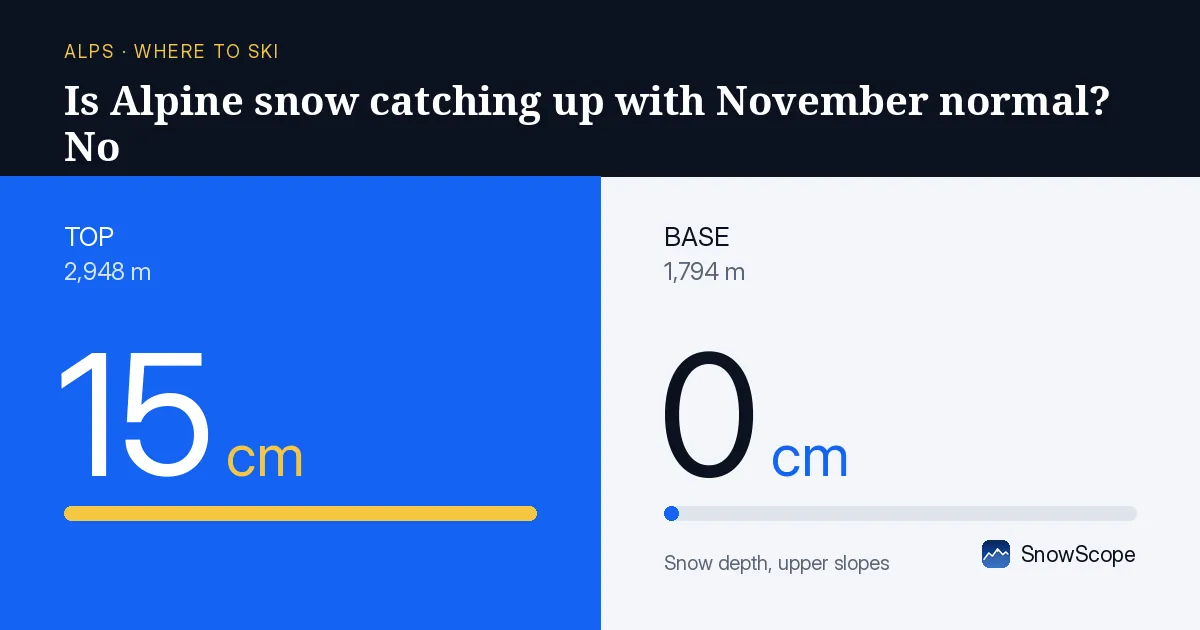 ALPS · WHERE TO SKI
Is Alpine snow catching up with November normal?
No
TOP
2,948 m
15 cm
BASE
1,794 m
0 cm
Snow depth, upper slopes
SnowScope